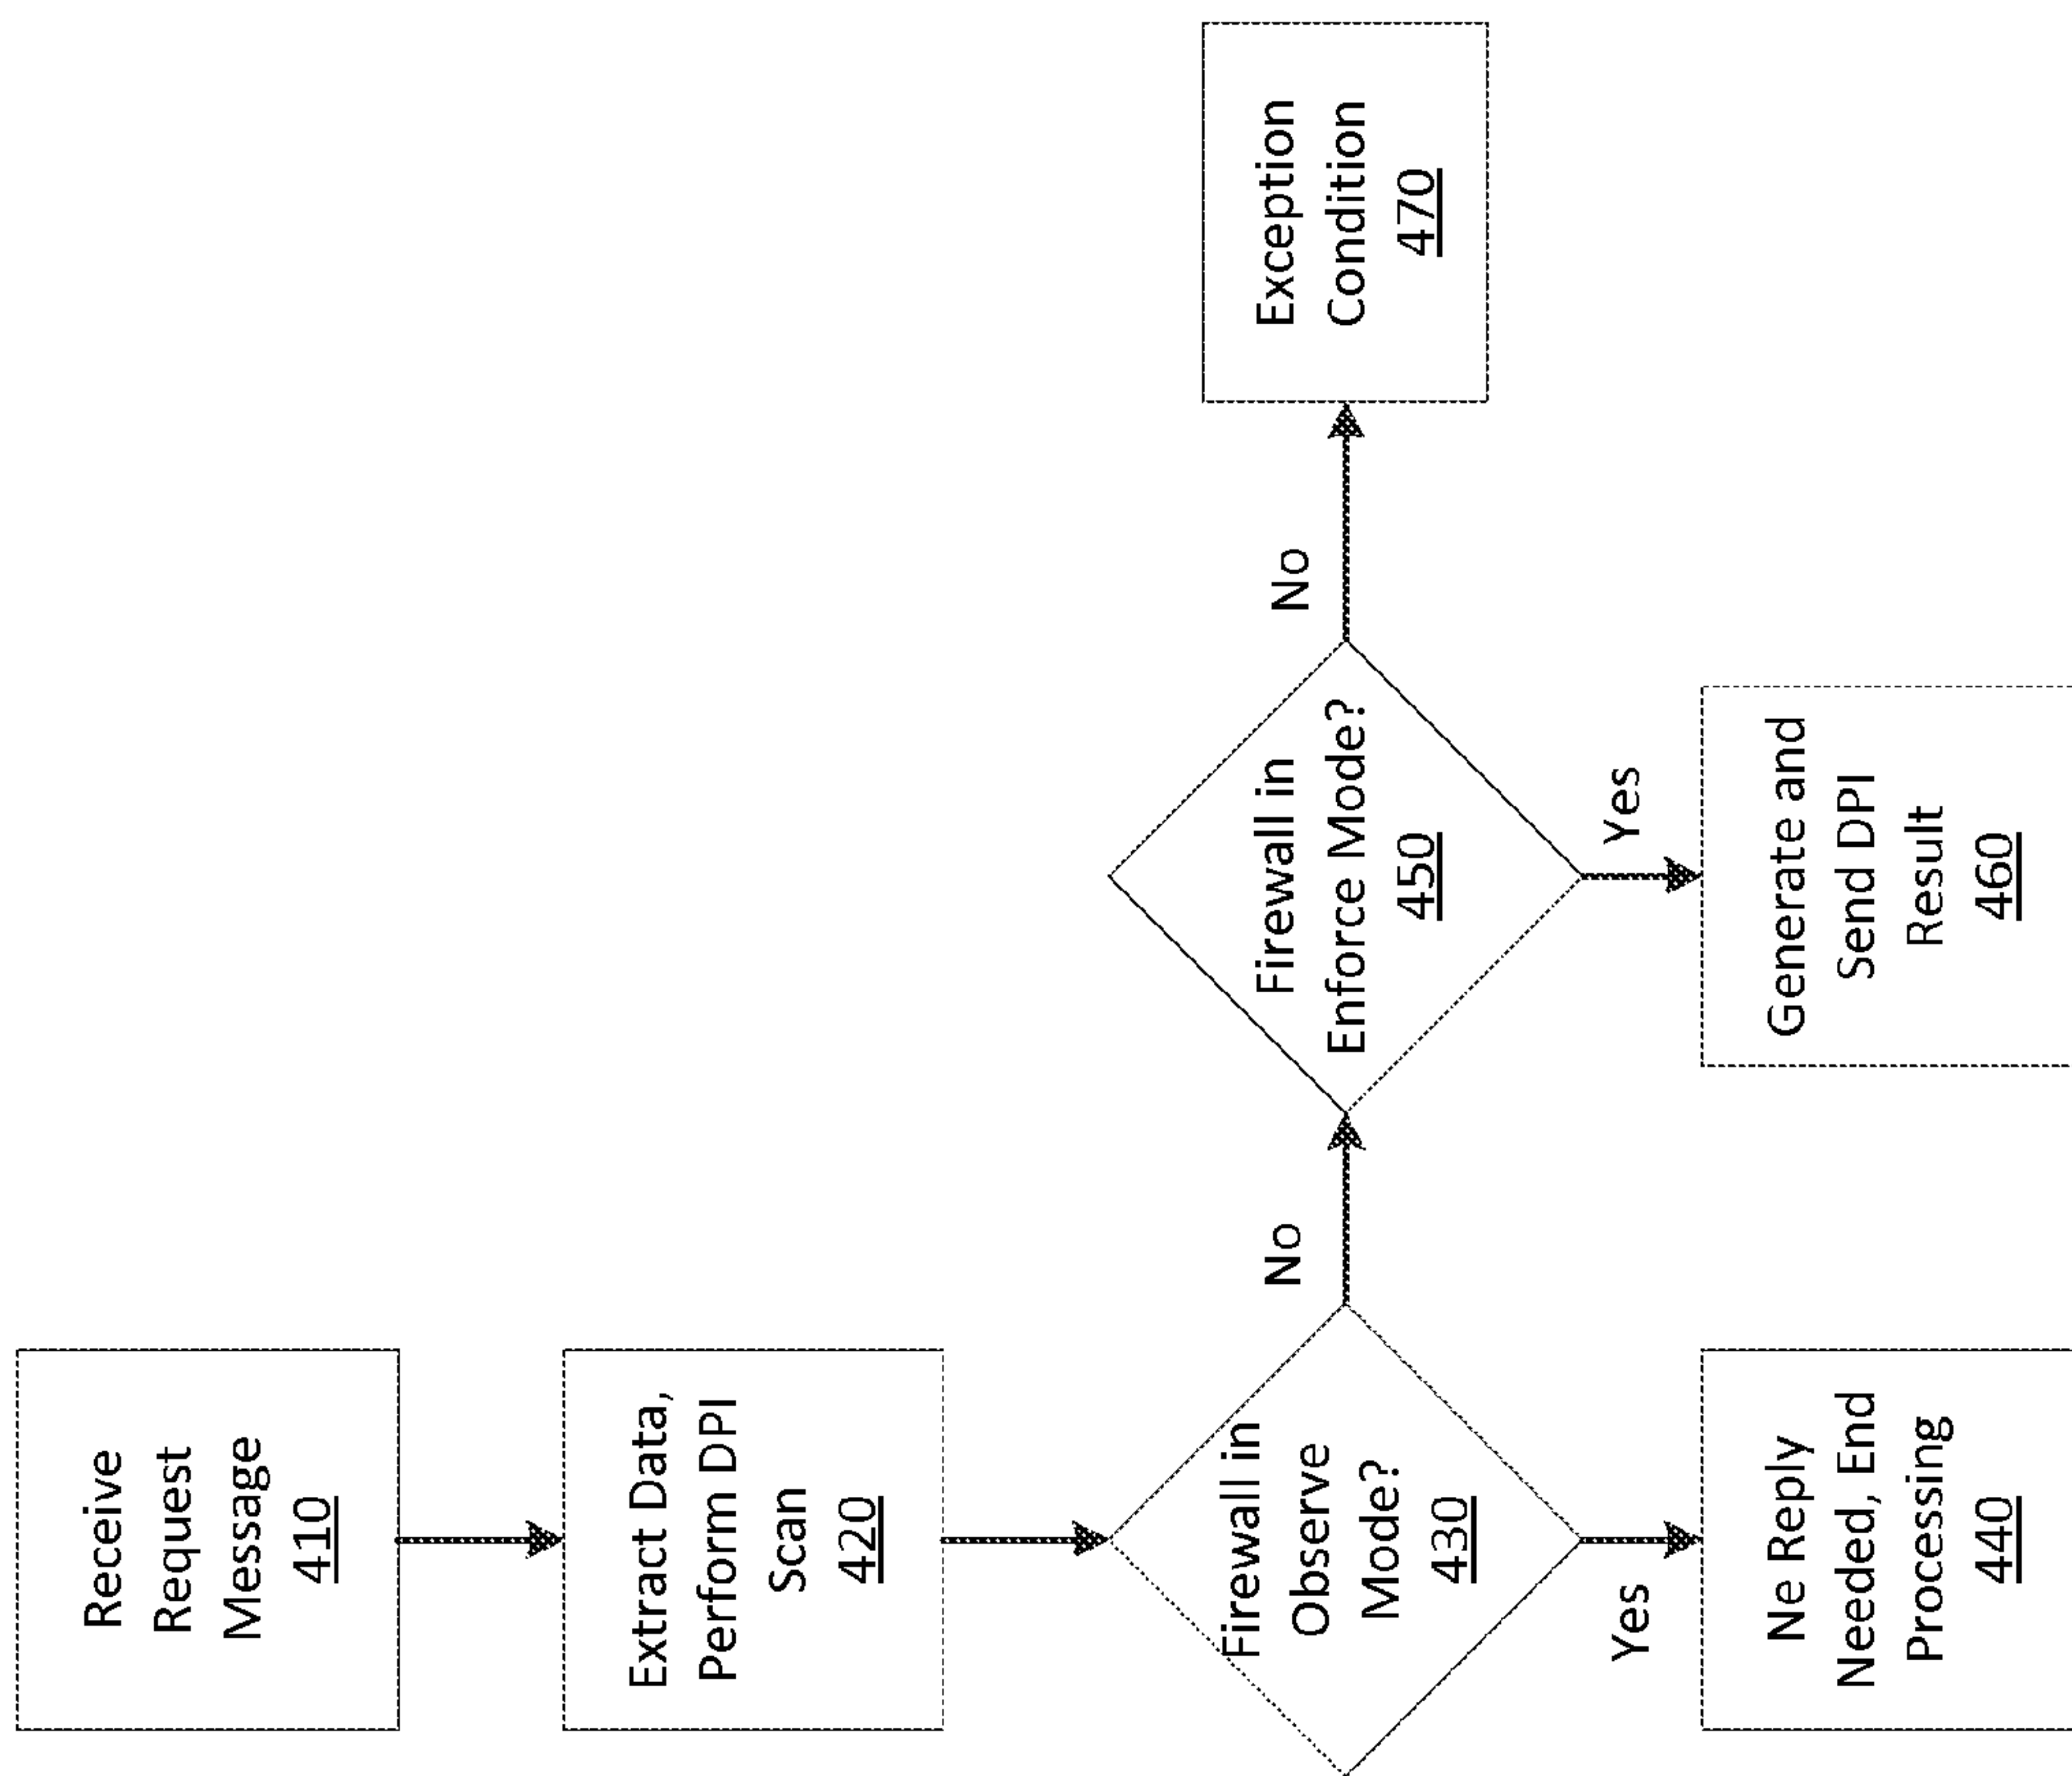 Receive
Request
Message
410
Extract Data,
Perform DPI
Scan
420
Firewall in
Observe
Mode?
430
Yes
Ne Reply
Needed, End
Processing
440
No
Firewall in
Enforce Mode?
450
Yes
Generate and
Send DPI
Result
460
No
Exception
Condition
470